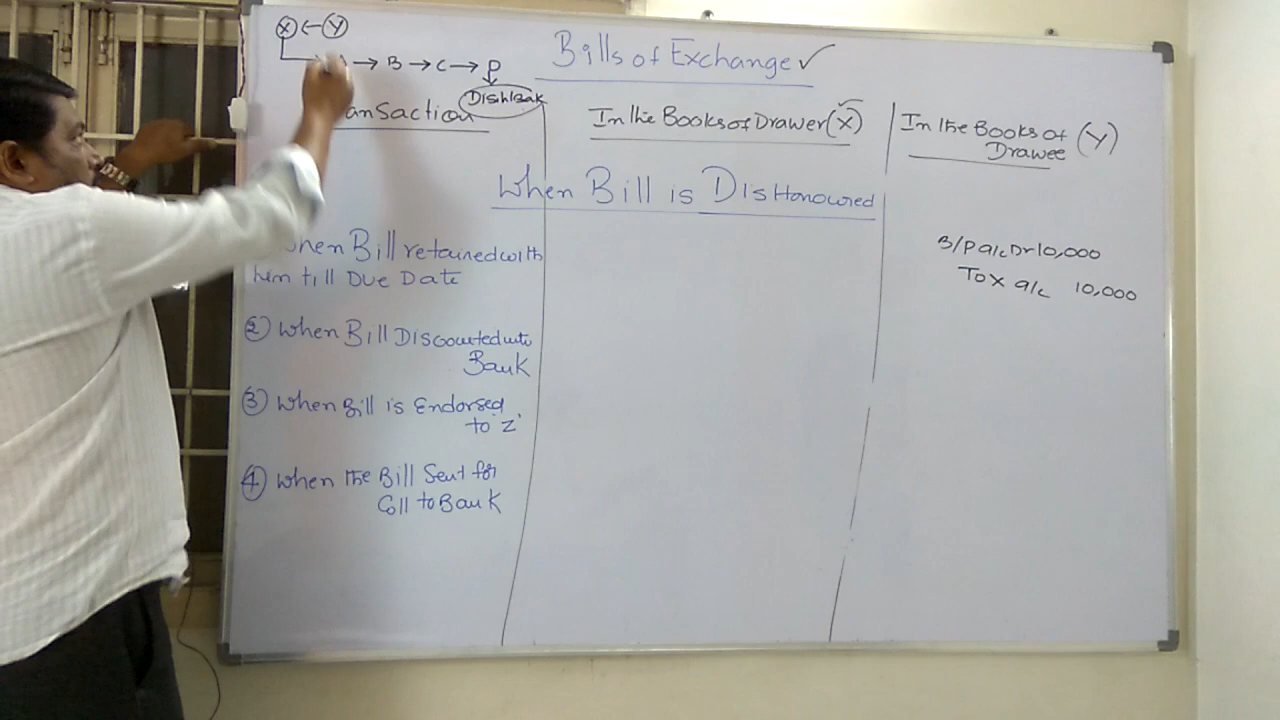 X ← Y
→ B → C → P
Bills of Exchange ✓
ansaction
In the Books of Drawer (X)
In the Books of
Drawee (Y)
When Bill is DisHonoured
hen Bill retained with
him till Due Date
② When Bill Discounted with
Bank
③ When Bill is Endorsed
to 'Z'
④ When the Bill Sent for
Coll to Bank
B/P a/c Dr 10,000
To X a/c 10,000